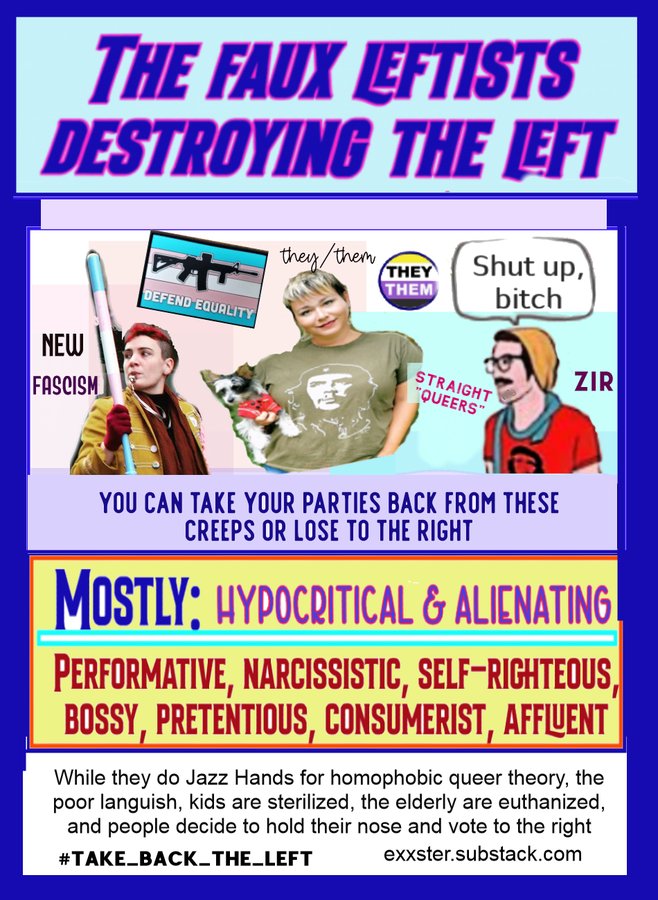 THE FAUX LEFTISTS
DESTROYING THE LEFT
they/them
DEFEND EQUALITY
THEY
THEM
Shut up,
bitch
NEW
FASCISM
STRAIGHT
"QUEERS"
ZIR
YOU CAN TAKE YOUR PARTIES BACK FROM THESE
CREEPS OR LOSE TO THE RIGHT
MOSTLY: HYPOCRITICAL & ALIENATING
PERFORMATIVE, NARCISSISTIC, SELF-RIGHTEOUS,
BOSSY, PRETENTIOUS, CONSUMERIST, AFFLUENT
While they do Jazz Hands for homophobic queer theory, the
poor languish, kids are sterilized, the elderly are euthanized,
and people decide to hold their nose and vote to the right
#TAKE_BACK_THE_LEFT
exxster.substack.com